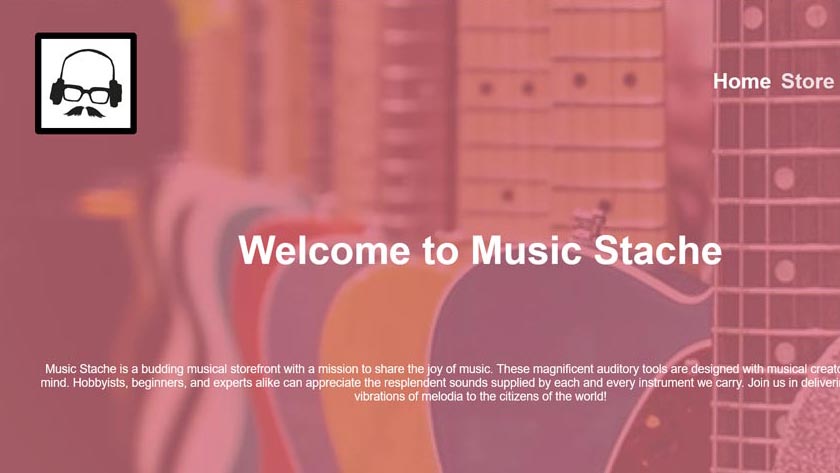 Home Store
Welcome to Music Stache
Music Stache is a budding musical storefront with a mission to share the joy of music. These magnificent auditory tools are designed with musical creato
mind. Hobbyists, beginners, and experts alike can appreciate the resplendent sounds supplied by each and every instrument we carry. Join us in deliveri
vibrations of melodia to the citizens of the world!